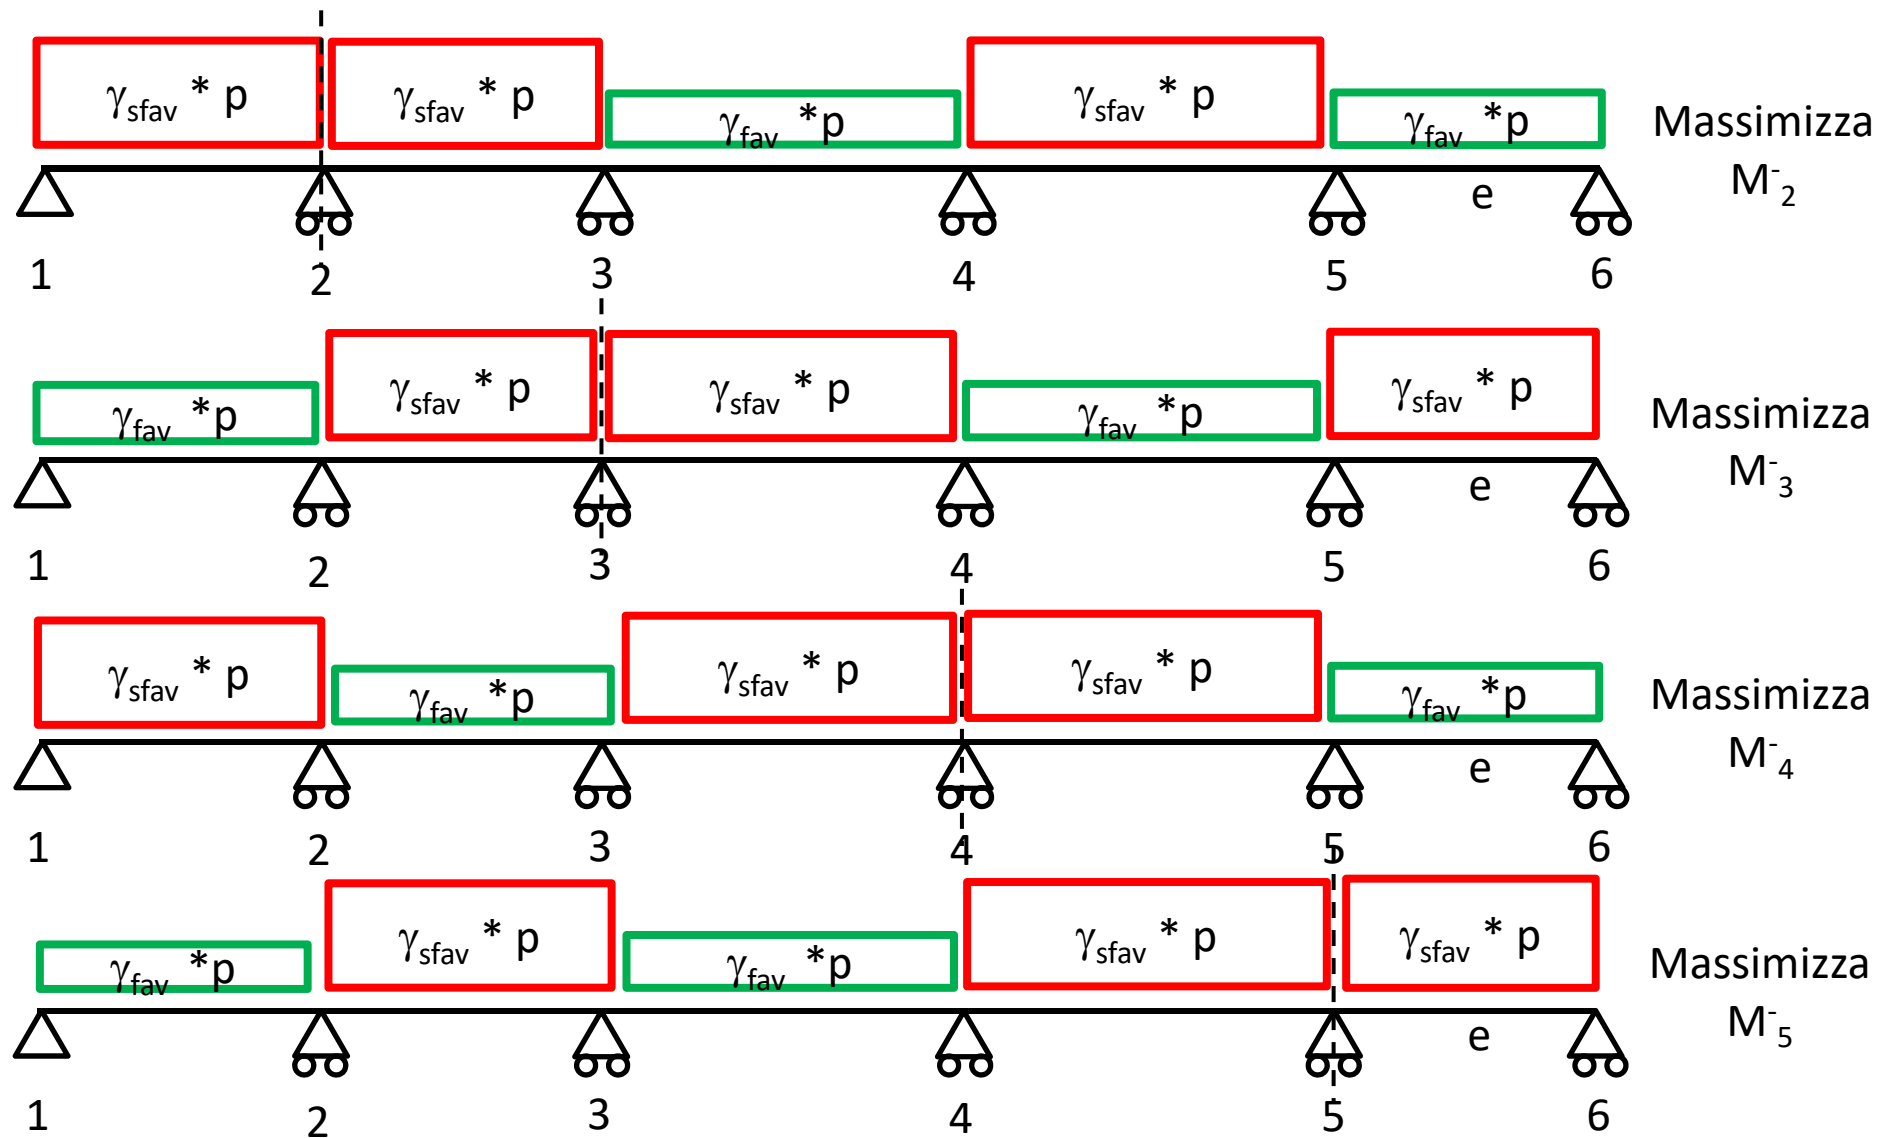 γsfav * p γsfav * p γfav *p γsfav * p γfav *p Massimizza
M-2
e
1 2 3 4 5 6
γfav *p γsfav * p γsfav * p γfav *p γsfav * p Massimizza
M-3
e
1 2 3 4 5 6
γsfav * p γfav *p γsfav * p γsfav * p γfav *p Massimizza
M-4
e
1 2 3 4 5 6
γfav *p γsfav * p γfav *p γsfav * p γsfav * p Massimizza
M-5
e
1 2 3 4 5 6